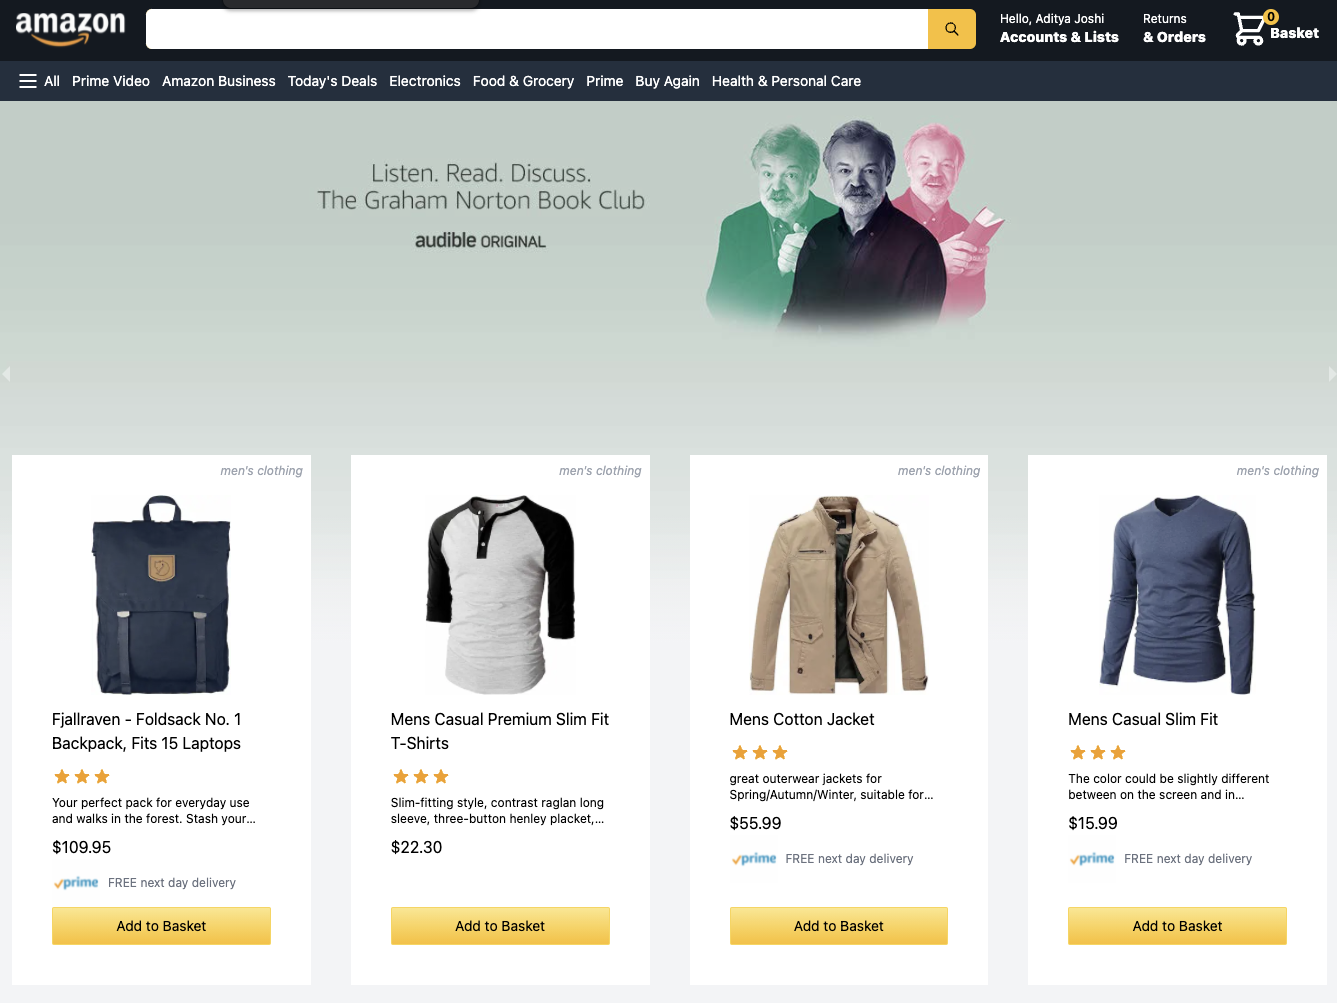 amazon
Hello, Aditya Joshi
Accounts & Lists
Returns
& Orders
0
Basket
All Prime Video Amazon Business Today's Deals Electronics Food & Grocery Prime Buy Again Health & Personal Care
Listen. Read. Discuss.
The Graham Norton Book Club
audible ORIGINAL
men's clothing
Fjallraven - Foldsack No. 1
Backpack, Fits 15 Laptops
Your perfect pack for everyday use
and walks in the forest. Stash your...
$109.95
prime FREE next day delivery
Add to Basket
men's clothing
Mens Casual Premium Slim Fit
T-Shirts
Slim-fitting style, contrast raglan long
sleeve, three-button henley placket,...
$22.30
Add to Basket
men's clothing
Mens Cotton Jacket
great outerwear jackets for
Spring/Autumn/Winter, suitable for...
$55.99
prime FREE next day delivery
Add to Basket
men's clothing
Mens Casual Slim Fit
The color could be slightly different
between on the screen and in...
$15.99
prime FREE next day delivery
Add to Basket